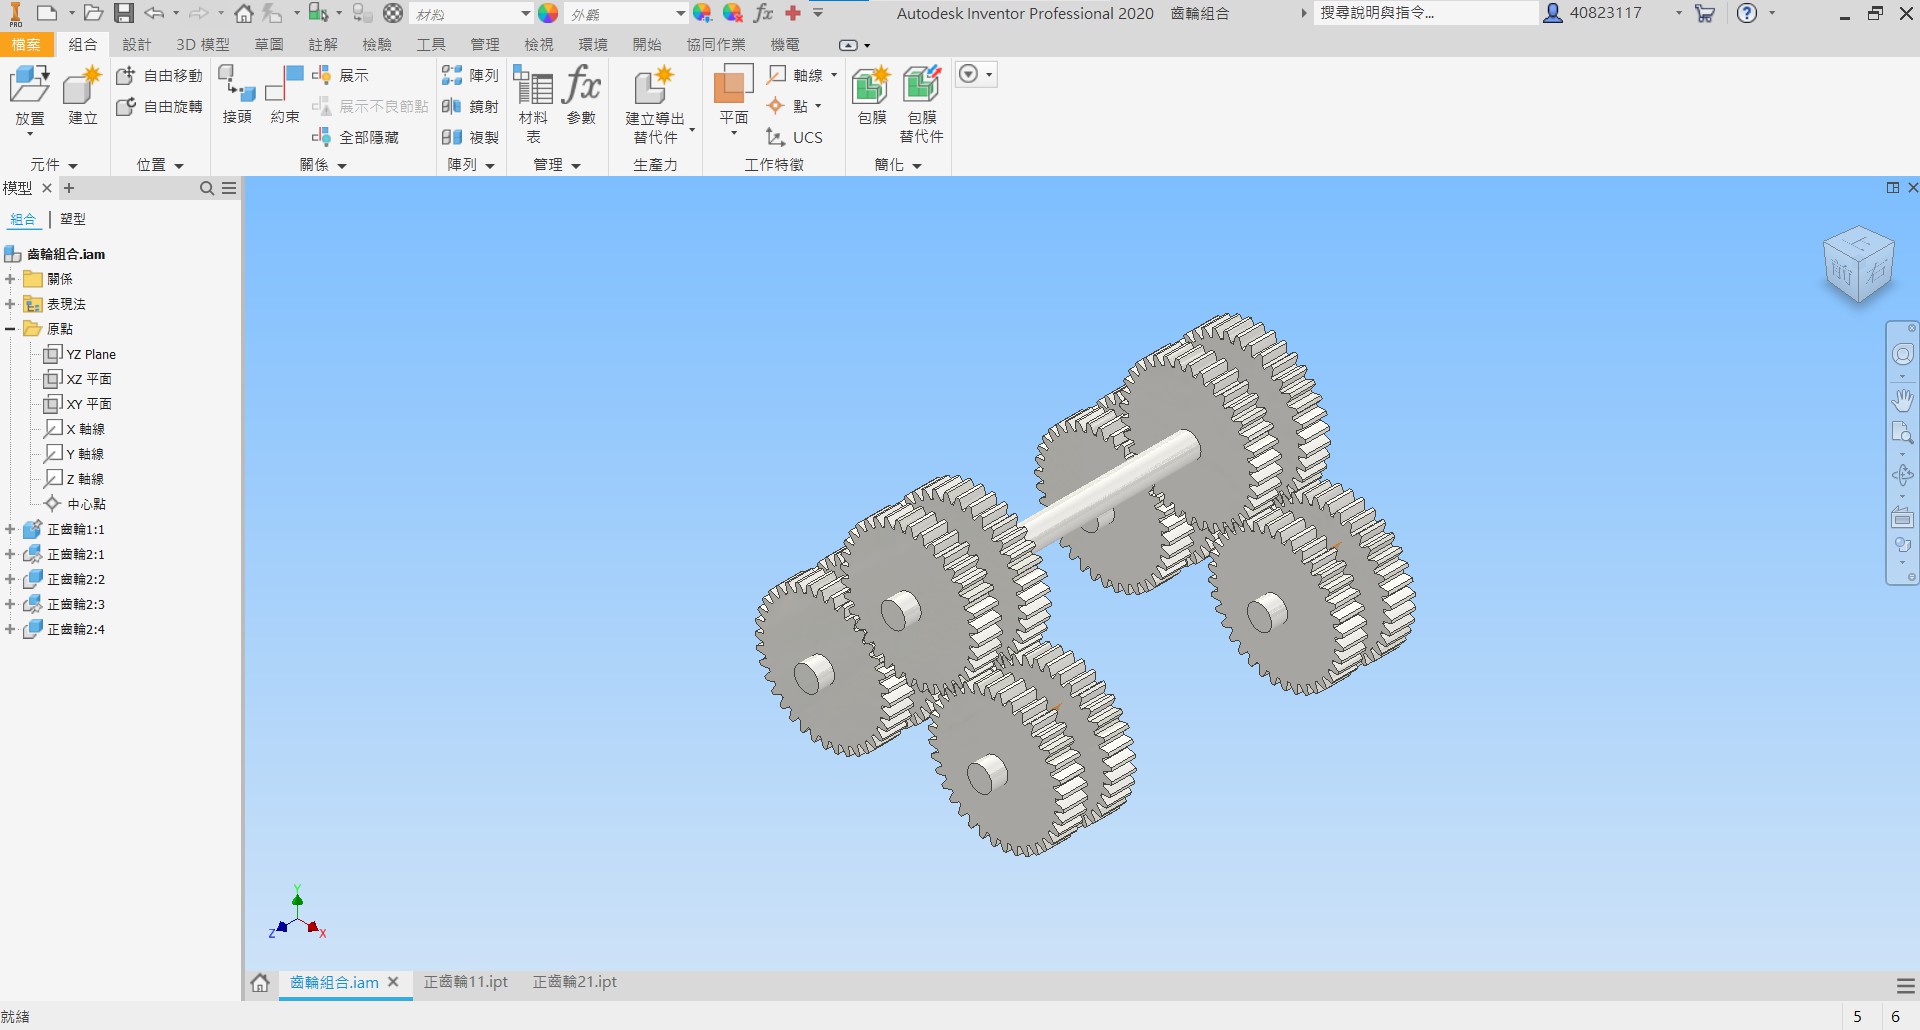 PRO
材料
外觀
fx
Autodesk Inventor Professional 2020 齒輪組合
搜尋說明與指令...
40823117
檔案 組合 設計 3D 模型 草圖 註解 檢驗 工具 管理 檢視 環境 開始 協同作業 機電
放置
建立
自由移動
自由旋轉
接頭
約束
展示
展示不良節點
全部隱藏
陣列
鏡射
複製
材料
表
fx
參數
建立導出
替代件
平面
軸線
點
UCS
包膜
包膜
替代件
元件 位置 關係 陣列 管理 生產力 工作特徵 簡化
模型
組合 | 塑型
齒輪組合.iam
關係
表現法
原點
YZ Plane
XZ 平面
XY 平面
X 軸線
Y 軸線
Z 軸線
中心點
正齒輪1:1
正齒輪2:1
正齒輪2:2
正齒輪2:3
正齒輪2:4
上
前 右
Y
Z X
齒輪組合.iam 正齒輪11.ipt 正齒輪21.ipt
就緒
5 6